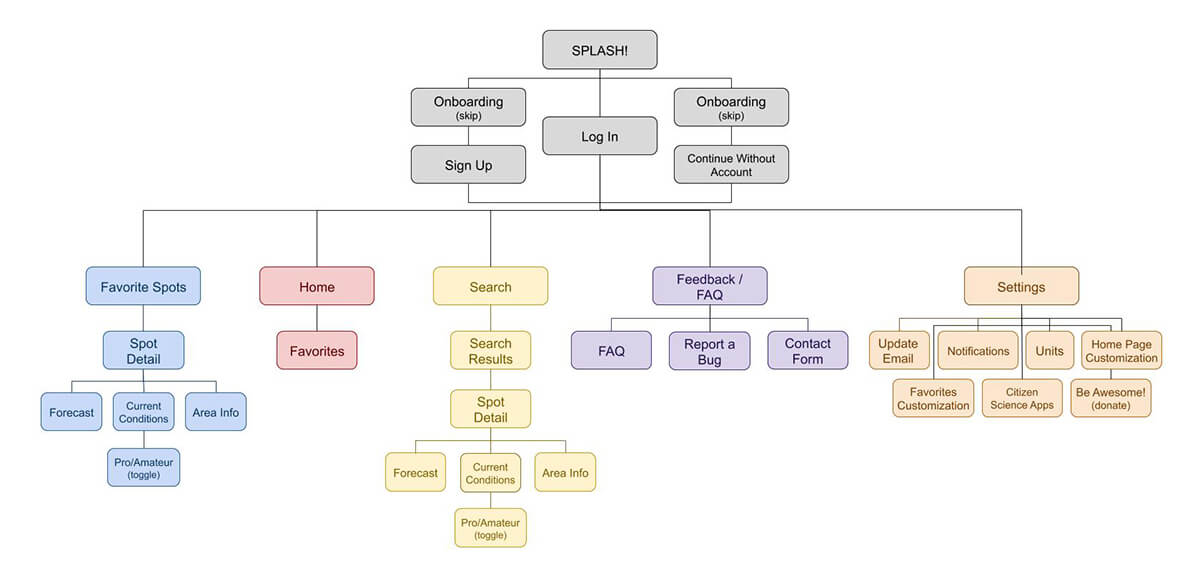 SPLASH!
Onboarding
(skip)
Onboarding
(skip)
Log In
Sign Up
Continue Without
Account
Favorite Spots
Home
Search
Feedback /
FAQ
Settings
Spot
Detail
Favorites
Search
Results
FAQ
Report a
Bug
Contact
Form
Update
Email
Notifications
Units
Home Page
Customization
Favorites
Customization
Citizen
Science Apps
Be Awesome!
(donate)
Forecast
Current
Conditions
Area Info
Spot
Detail
Pro/Amateur
(toggle)
Forecast
Current
Conditions
Area Info
Pro/Amateur
(toggle)